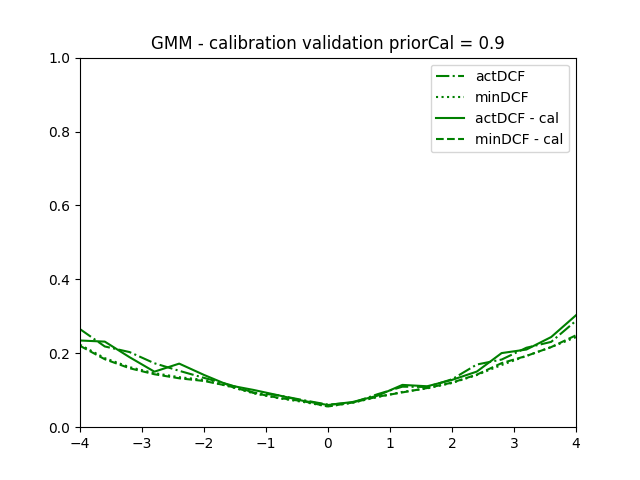 GMM - calibration validation priorCal = 0.9
1.0
0.8
0.6
0.4
0.2
0.0
actDCF
minDCF
actDCF - cal
minDCF - cal
−4 −3 −2 −1 0 1 2 3 4